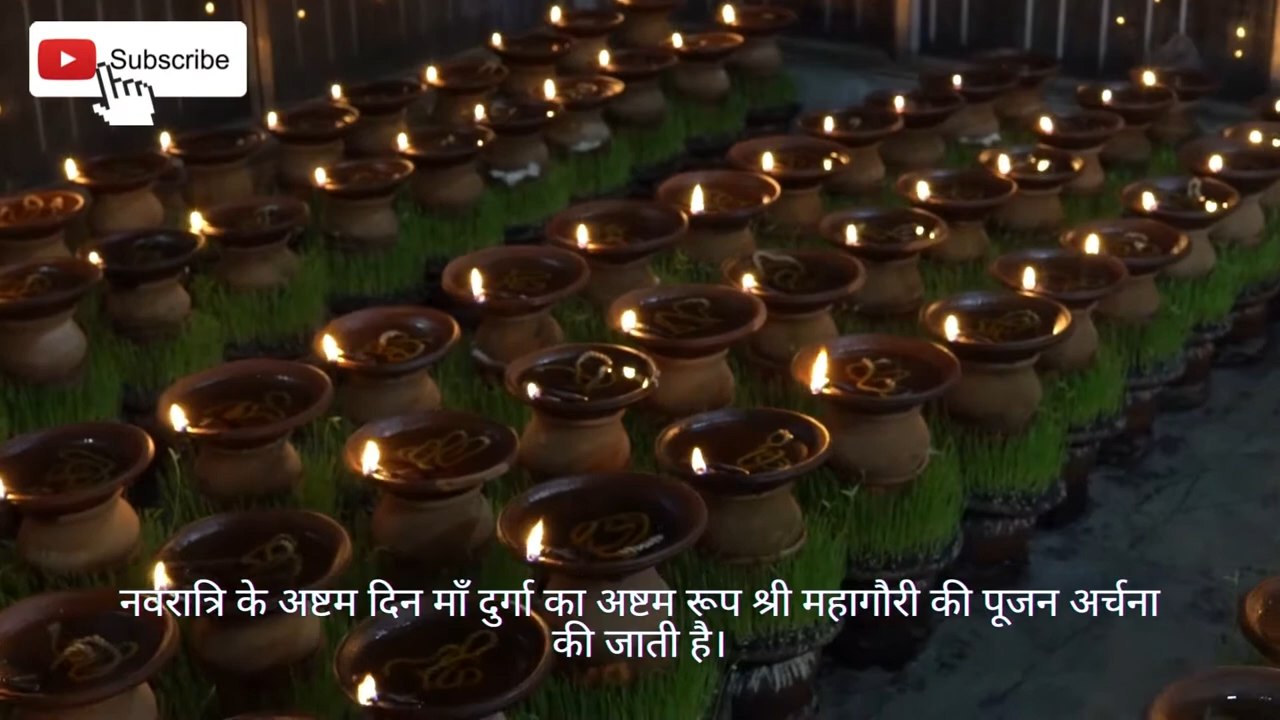 Subscribe
नवरात्रि के अष्टम दिन माँ दुर्गा का अष्टम रूप श्री महागौरी की पूजन अर्चना
की जाती है।